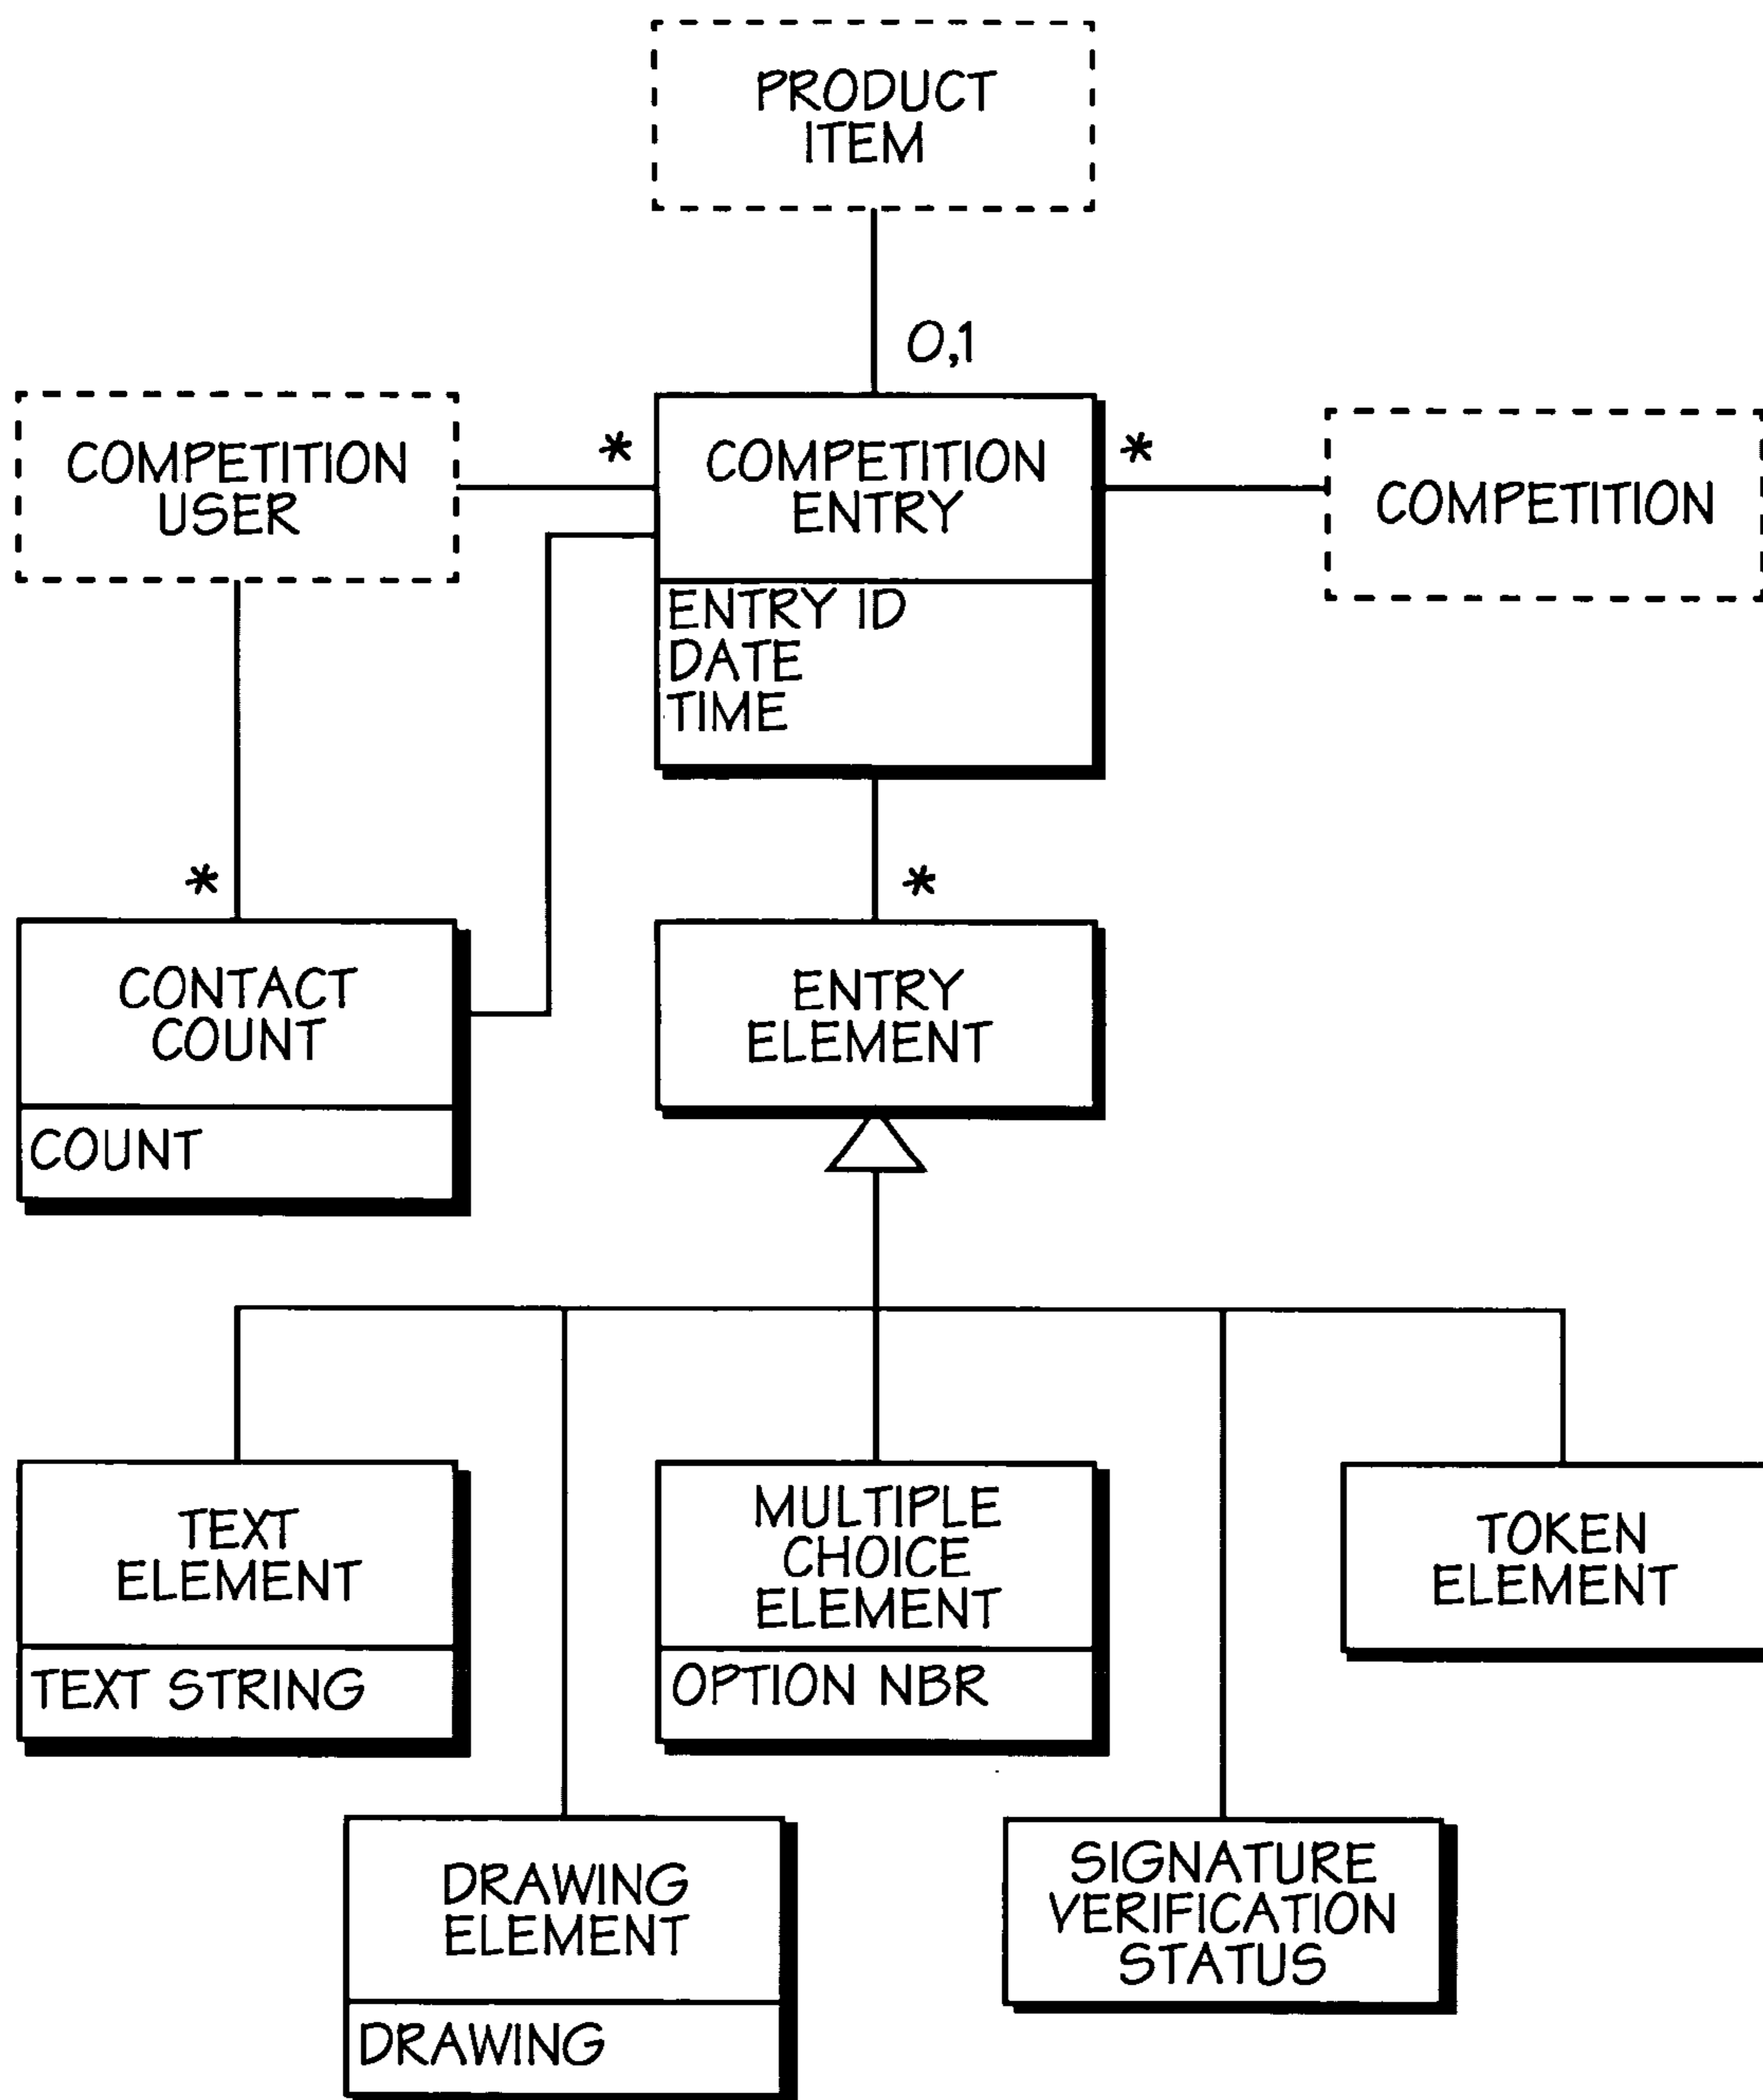 PRODUCT
ITEM
0,1
COMPETITION
USER
*
COMPETITION
ENTRY
*
COMPETITION
ENTRY ID
DATE
TIME
*
*
CONTACT
COUNT
COUNT
ENTRY
ELEMENT
TEXT
ELEMENT
TEXT STRING
MULTIPLE
CHOICE
ELEMENT
OPTION NBR
TOKEN
ELEMENT
DRAWING
ELEMENT
DRAWING
SIGNATURE
VERIFICATION
STATUS